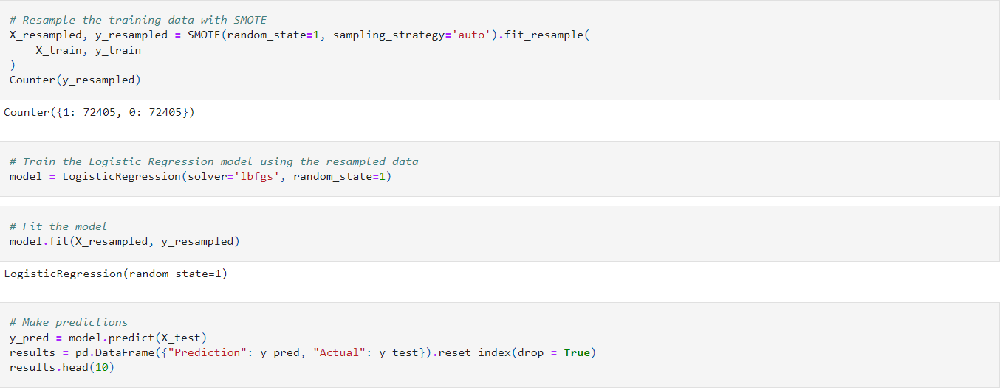 # Resample the training data with SMOTE
X_resampled, y_resampled = SMOTE(random_state=1, sampling_strategy='auto').fit_resample(
    X_train, y_train
)
Counter(y_resampled)
Counter({1: 72405, 0: 72405})
# Train the Logistic Regression model using the resampled data
model = LogisticRegression(solver='lbfgs', random_state=1)
# Fit the model
model.fit(X_resampled, y_resampled)
LogisticRegression(random_state=1)
# Make predictions
y_pred = model.predict(X_test)
results = pd.DataFrame({"Prediction": y_pred, "Actual": y_test}).reset_index(drop = True)
results.head(10)